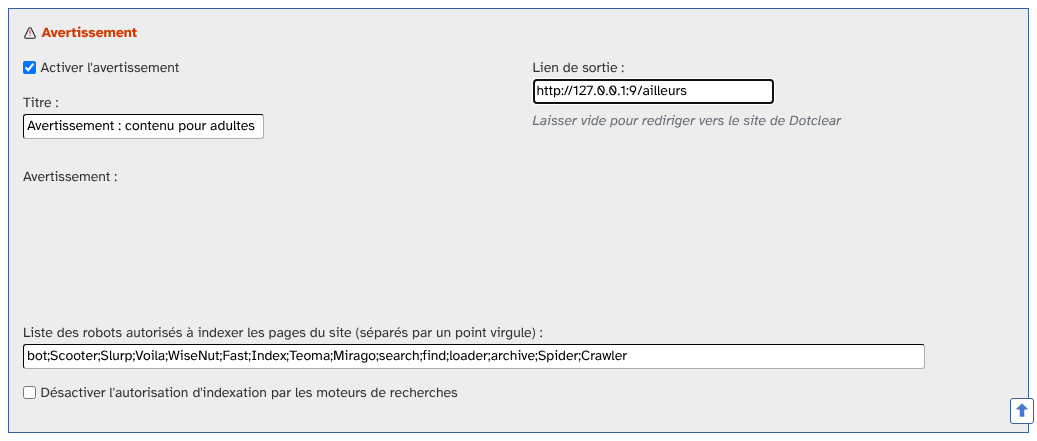 Avertissement
Activer l'avertissement
Titre :
Avertissement : contenu pour adultes
Lien de sortie :
http://127.0.0.1:9/ailleurs
Laisser vide pour rediriger vers le site de Dotclear
Avertissement :
Liste des robots autorisés à indexer les pages du site (séparés par un point virgule) :
bot;Scooter;Slurp;Voila;WiseNut;Fast;Index;Teoma;Mirago;search;find;loader;archive;Spider;Crawler
Désactiver l'autorisation d'indexation par les moteurs de recherches